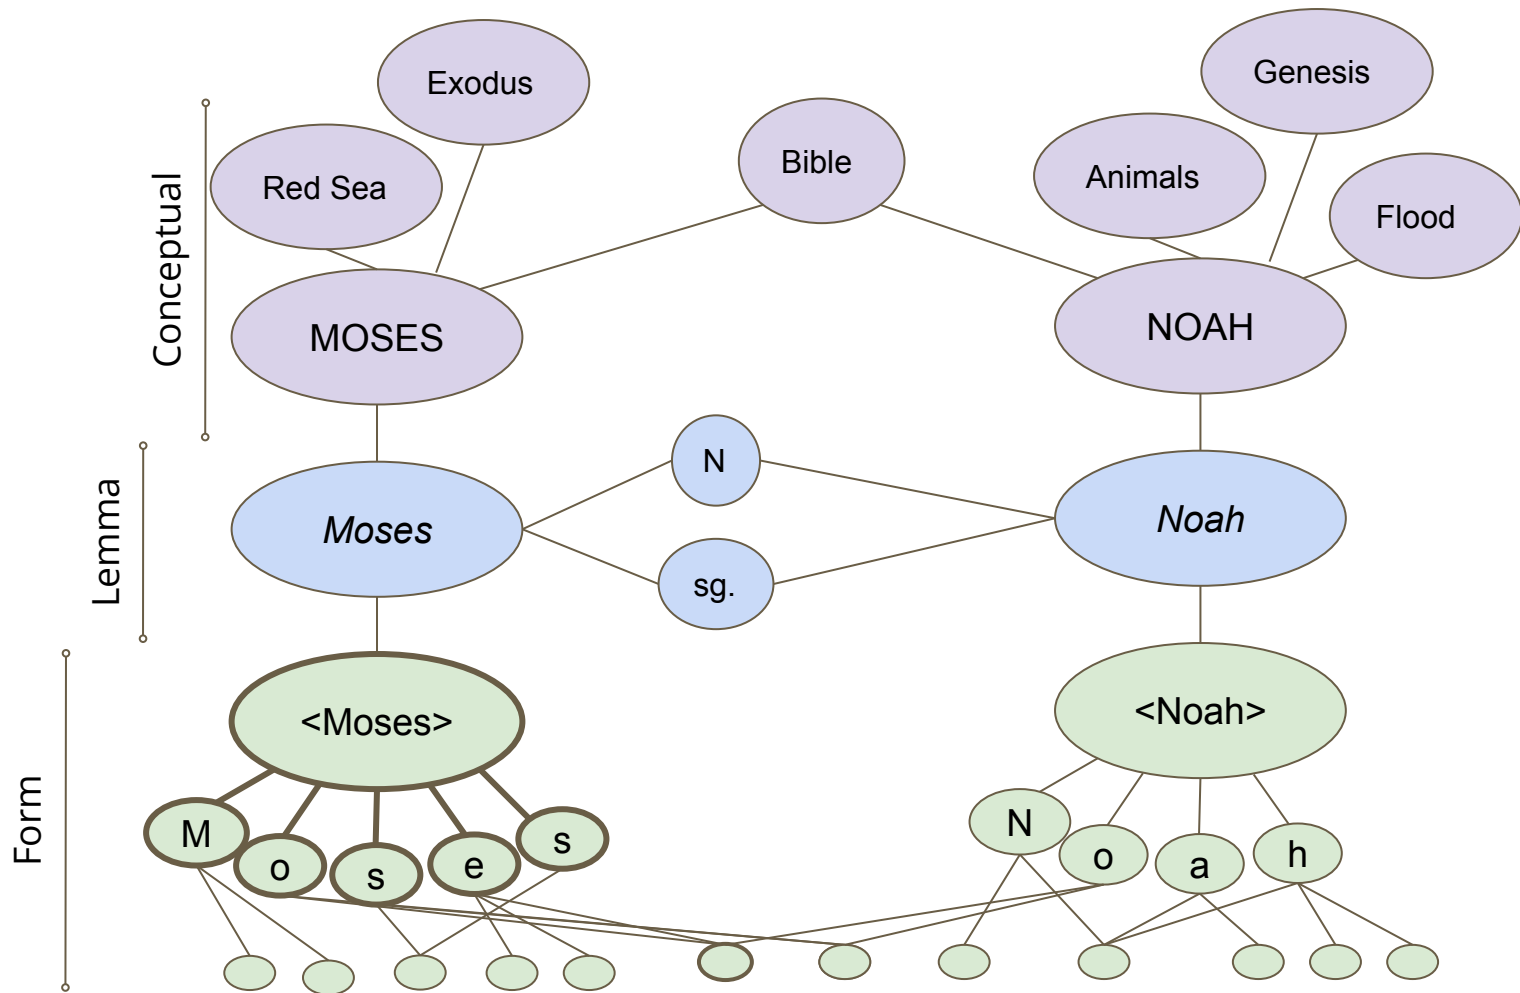 Exodus
Genesis
Bible
Animals
Red Sea
Flood
Conceptual
MOSES
NOAH
N
Moses
Noah
Lemma
sg.
<Moses>
<Noah>
Form
M
o
s
e
s
N
o
a
h